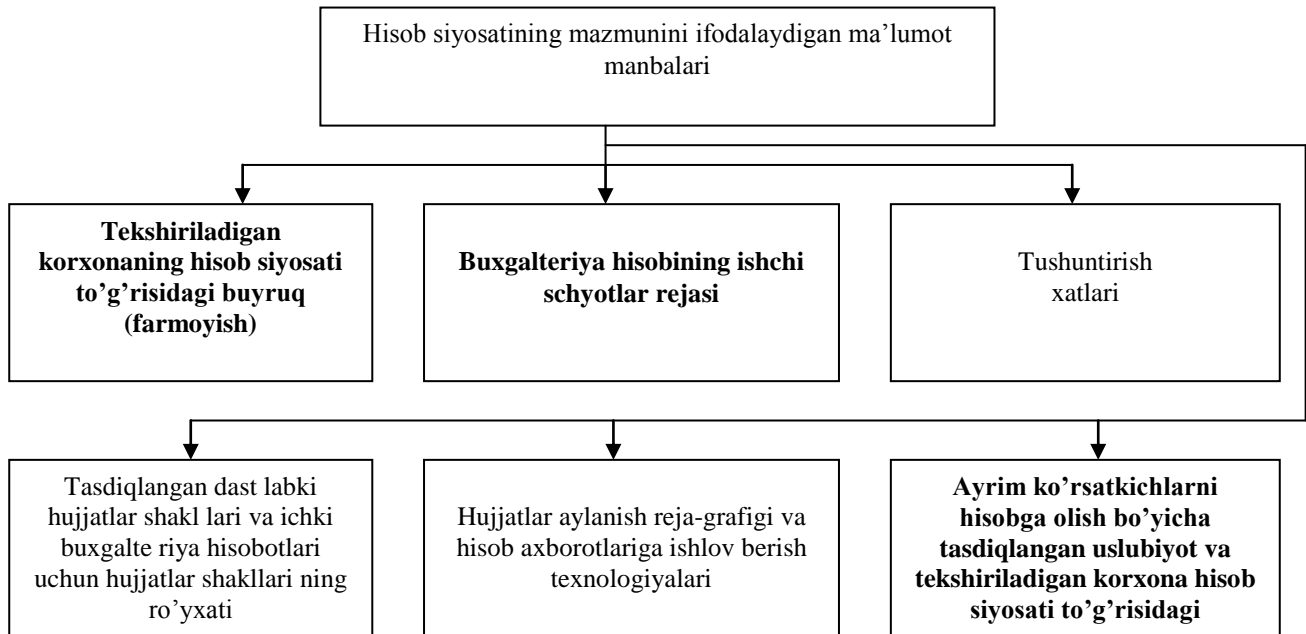 Hisob siyosatining mazmunini ifodalaydigan ma’lumot
manbalari
Tekshiriladigan
korxonaning hisob siyosati
to’g’risidagi buyruq
(farmoyish)
Buxgalteriya hisobining ishchi
schyotlar rejasi
Tushuntirish
xatlari
Tasdiqlangan dast labki
hujjatlar shakl lari va ichki
buxgalte riya hisobotlari
uchun hujjatlar shakllari ning
ro’yxati
Hujjatlar aylanish reja-grafigi va
hisob axborotlariga ishlov berish
texnologiyalari
Ayrim ko’rsatkichlarni
hisobga olish bo’yicha
tasdiqlangan uslubiyot va
tekshiriladigan korxona hisob
siyosati to’g’risidagi